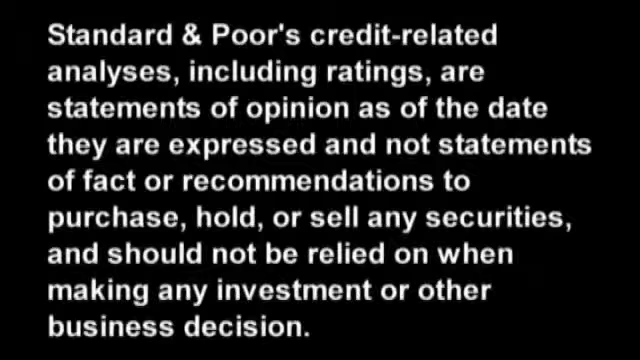 Standard & Poor's credit-related
analyses, including ratings, are
statements of opinion as of the date
they are expressed and not statements
of fact or recommendations to
purchase, hold, or sell any securities,
and should not be relied on when
making any investment or other
business decision.